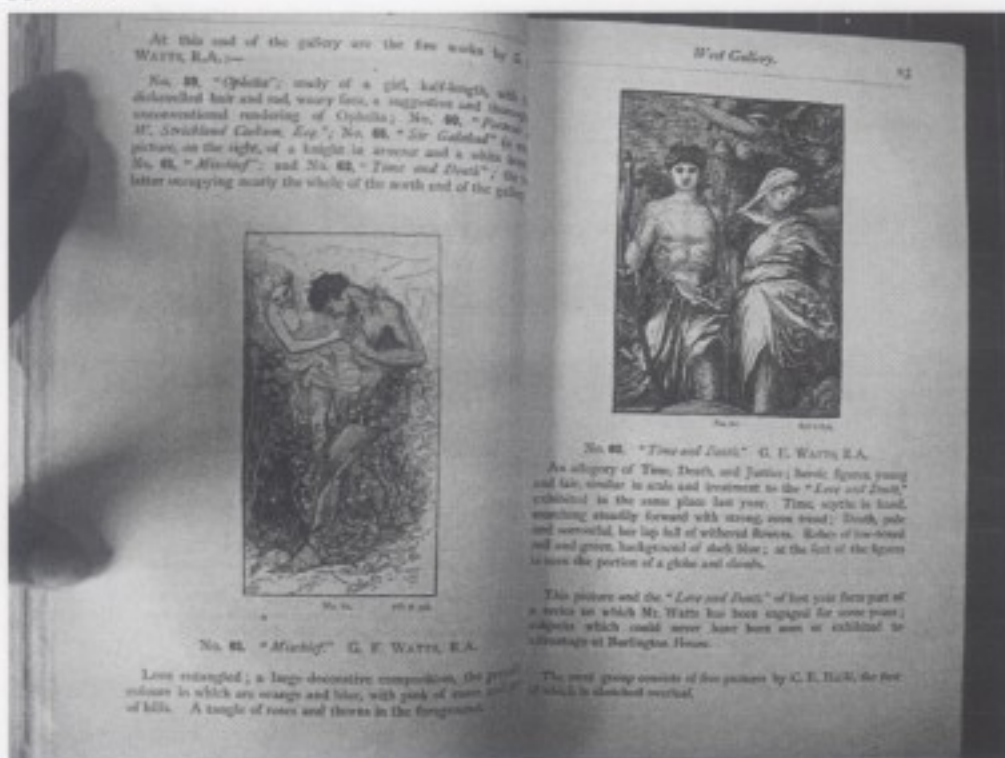 At this end of the gallery are the five works by G.
WATTS, R.A.:—
No. 59, "Ophelia"; study of a girl, half-length, with
dishevelled hair and sad, weary face, a suggestive and
unconventional rendering of Ophelia; No. 60, "Portrait
W. Strickland Cookson, Esq."; No. "Sir Galahad"
picture, on the right, of a knight in armour and a white
No. 61, "Mischief"; and No. 62, "Time and Death"; the
latter occupying nearly the whole of the north end of the gallery
No. 61. "Mischief." G. F. WATTS, R.A.
Love entangled; a large decorative composition, the
colours in which are orange and blue, with pink of roses and
of hills. A tangle of roses and thorns in the foreground.
West Gallery.
23
No. 62. "Time and Death." G. F. WATTS, R.A.
An allegory of Time, Death, and Justice; heroic figures, young
and fair, similar in scale and treatment to the "Love and Death,"
exhibited in the same place last year. Time, scythe in hand,
marching steadily forward with strong, even tread; Death, pale
and sorrowful, her lap full of withered flowers. Robes of low-toned
red and green, background of dark blue; at the feet of the figures
is seen the portion of a globe and clouds.
This picture and the "Love and Death" of last year form part of
a series on which Mr. Watts has been engaged for some years;
subjects which could never have been seen or exhibited to
advantage at Burlington House.
The next group consists of five pictures by C. E. Hallé, the first
of which is sketched overleaf.